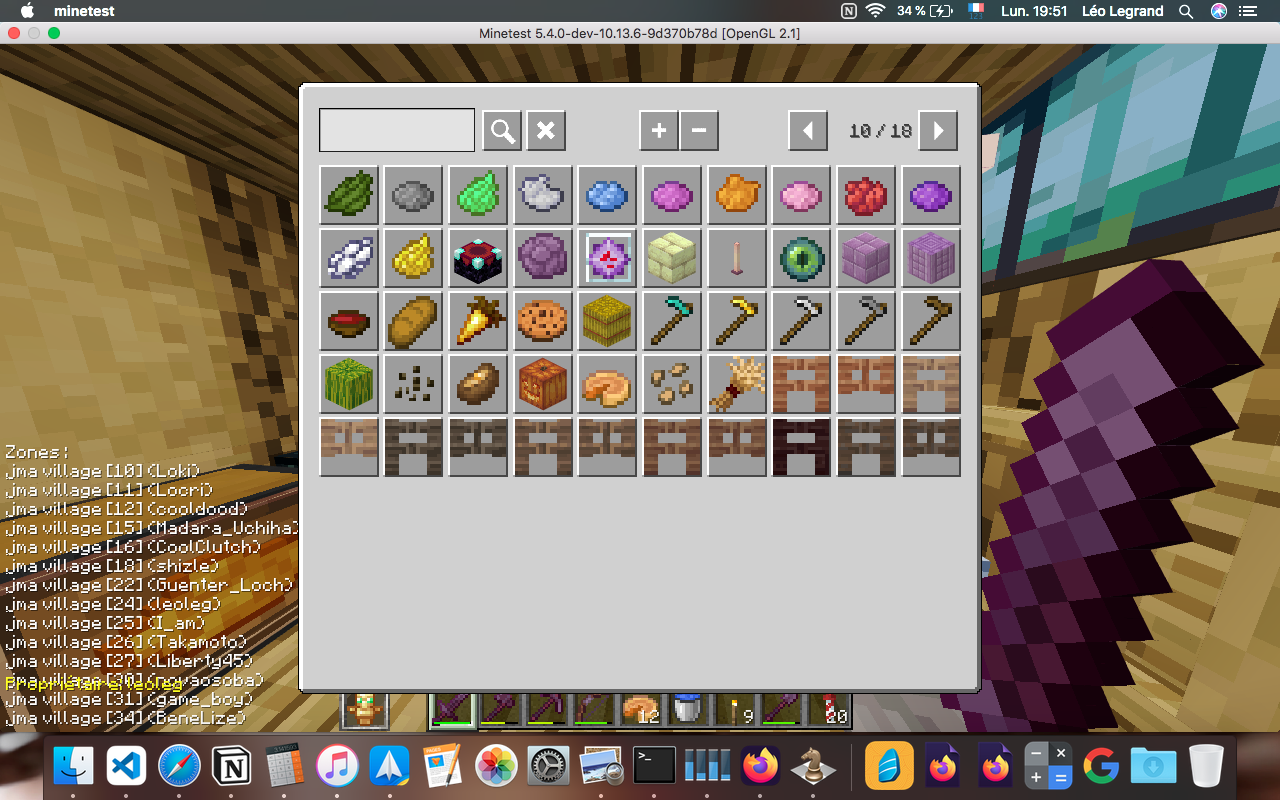 minetest
34 %
123
Lun. 19:51
Léo Legrand
Minetest 5.4.0-dev-10.13.6-9d370b78d [OpenGL 2.1]
10 / 18
Zones :
,jma village [10] (Loki)
,jma village [11] (Locri)
,jma village [12] (cooldood)
,jma village [15] (Madara_Uchiha)
,jma village [16] (CoolClutch)
,jma village [18] (shizle)
,jma village [22] (Guenter_Loch)
,jma village [24] (leoleg)
,jma village [25] (I_am)
,jma village [26] (Takamoto)
,jma village [27] (Liberty45)
,jma village
,jma village [31] (game_boy)
,jma village [34] (BeneLize)
12
9
20